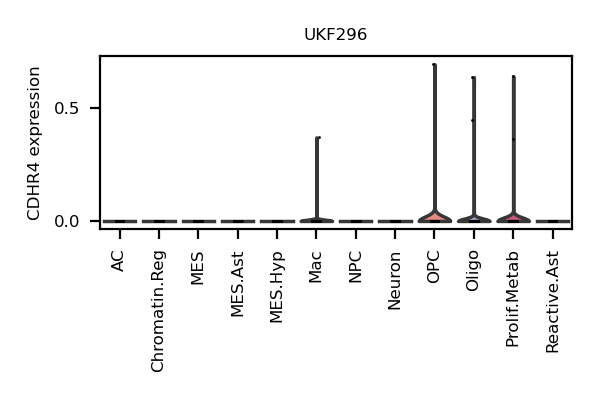 UKF296
CDHR4 expression
0.5
0.0
AC
Chromatin.Reg
MES
MES.Ast
MES.Hyp
Mac
NPC
Neuron
OPC
Oligo
Prolif.Metab
Reactive.Ast